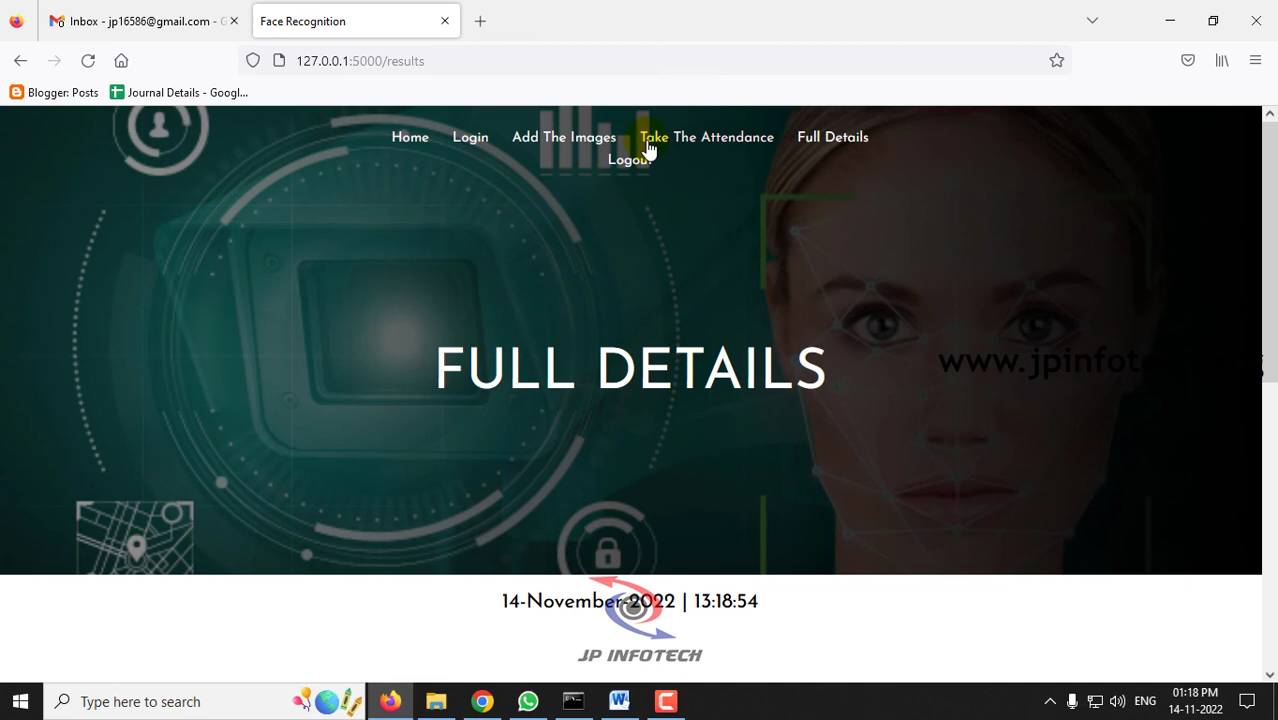 Inbox - jp16586@gmail.com - G
Face Recognition
127.0.0.1:5000/results
Blogger: Posts
Journal Details - Googl...
Home Login Add The Images Take The Attendance Full Details
Logout
FULL DETAILS
14-November-2022 | 13:18:54
JP INFOTECH
Type here to search
ENG
01:18 PM
14-11-2022